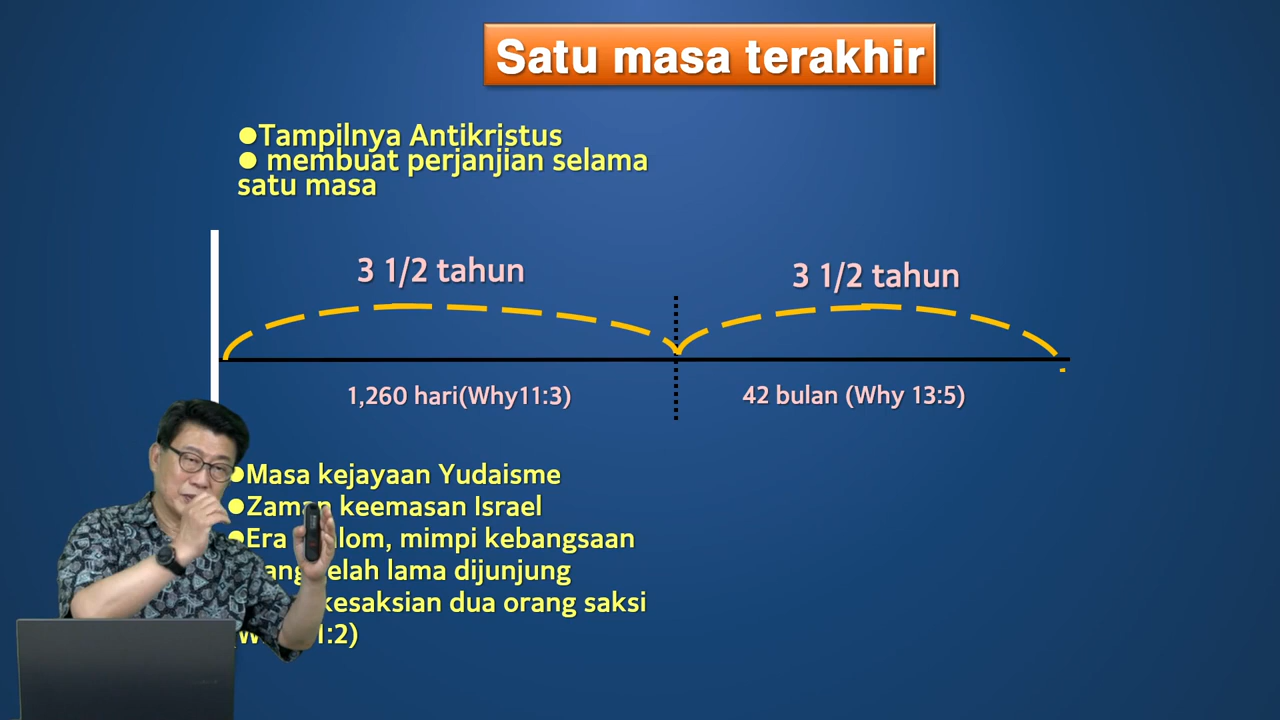 Satu masa terakhir
●Tampilnya Antikristus
● membuat perjanjian selama
satu masa
3 1/2 tahun
3 1/2 tahun
1,260 hari(Why11:3)
42 bulan (Why 13:5)
●Masa kejayaan Yudaisme
●Zaman keemasan Israel
●Era mimpi kebangsaan
lama dijunjung
kesaksian dua orang saksi